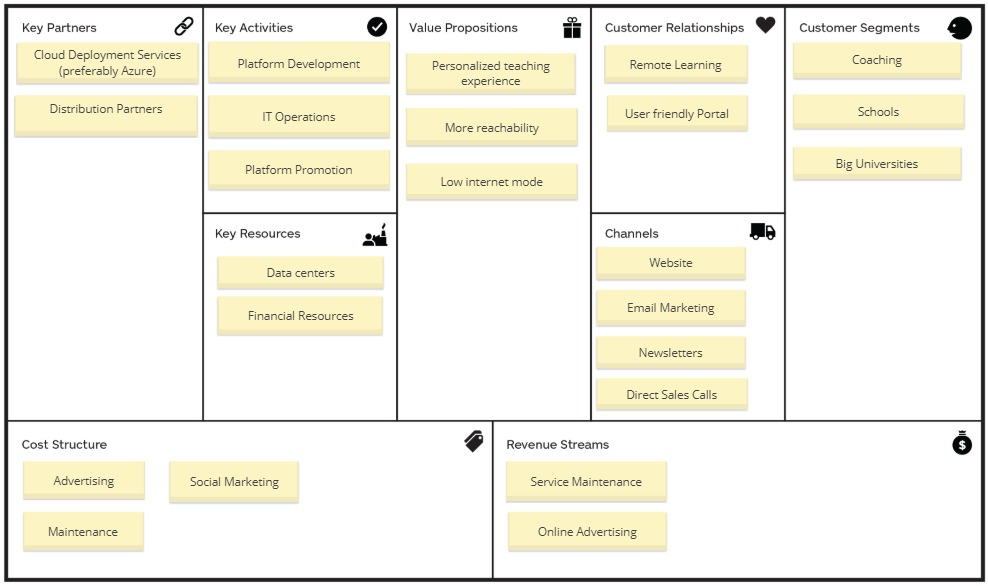 Key Partners
Cloud Deployment Services
(preferably Azure)
Distribution Partners
Key Activities
Platform Development
IT Operations
Platform Promotion
Key Resources
Data centers
Financial Resources
Value Propositions
Personalized teaching
experience
More reachability
Low internet mode
Customer Relationships
Remote Learning
User friendly Portal
Channels
Website
Email Marketing
Newsletters
Direct Sales Calls
Customer Segments
Coaching
Schools
Big Universities
Cost Structure
Advertising
Social Marketing
Maintenance
Revenue Streams
$
Service Maintenance
Online Advertising